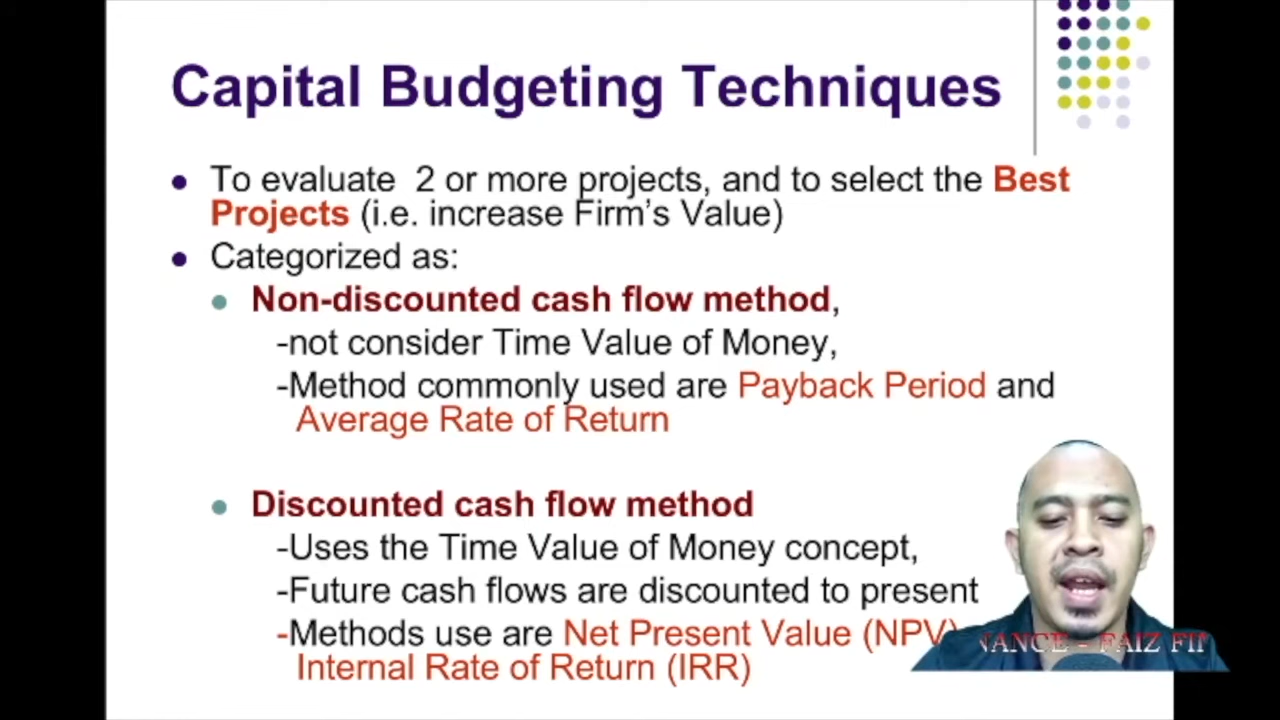 Capital Budgeting Techniques
To evaluate 2 or more projects, and to select the Best
Projects (i.e. increase Firm's Value)
Categorized as:
Non-discounted cash flow method,
-not consider Time Value of Money,
-Method commonly used are Payback Period and
Average Rate of Return
Discounted cash flow method
-Uses the Time Value of Money concept,
-Future cash flows are discounted to present
-Methods use are Net Present Value (NPV)
Internal Rate of Return (IRR)
NANCE - FAIZ FI